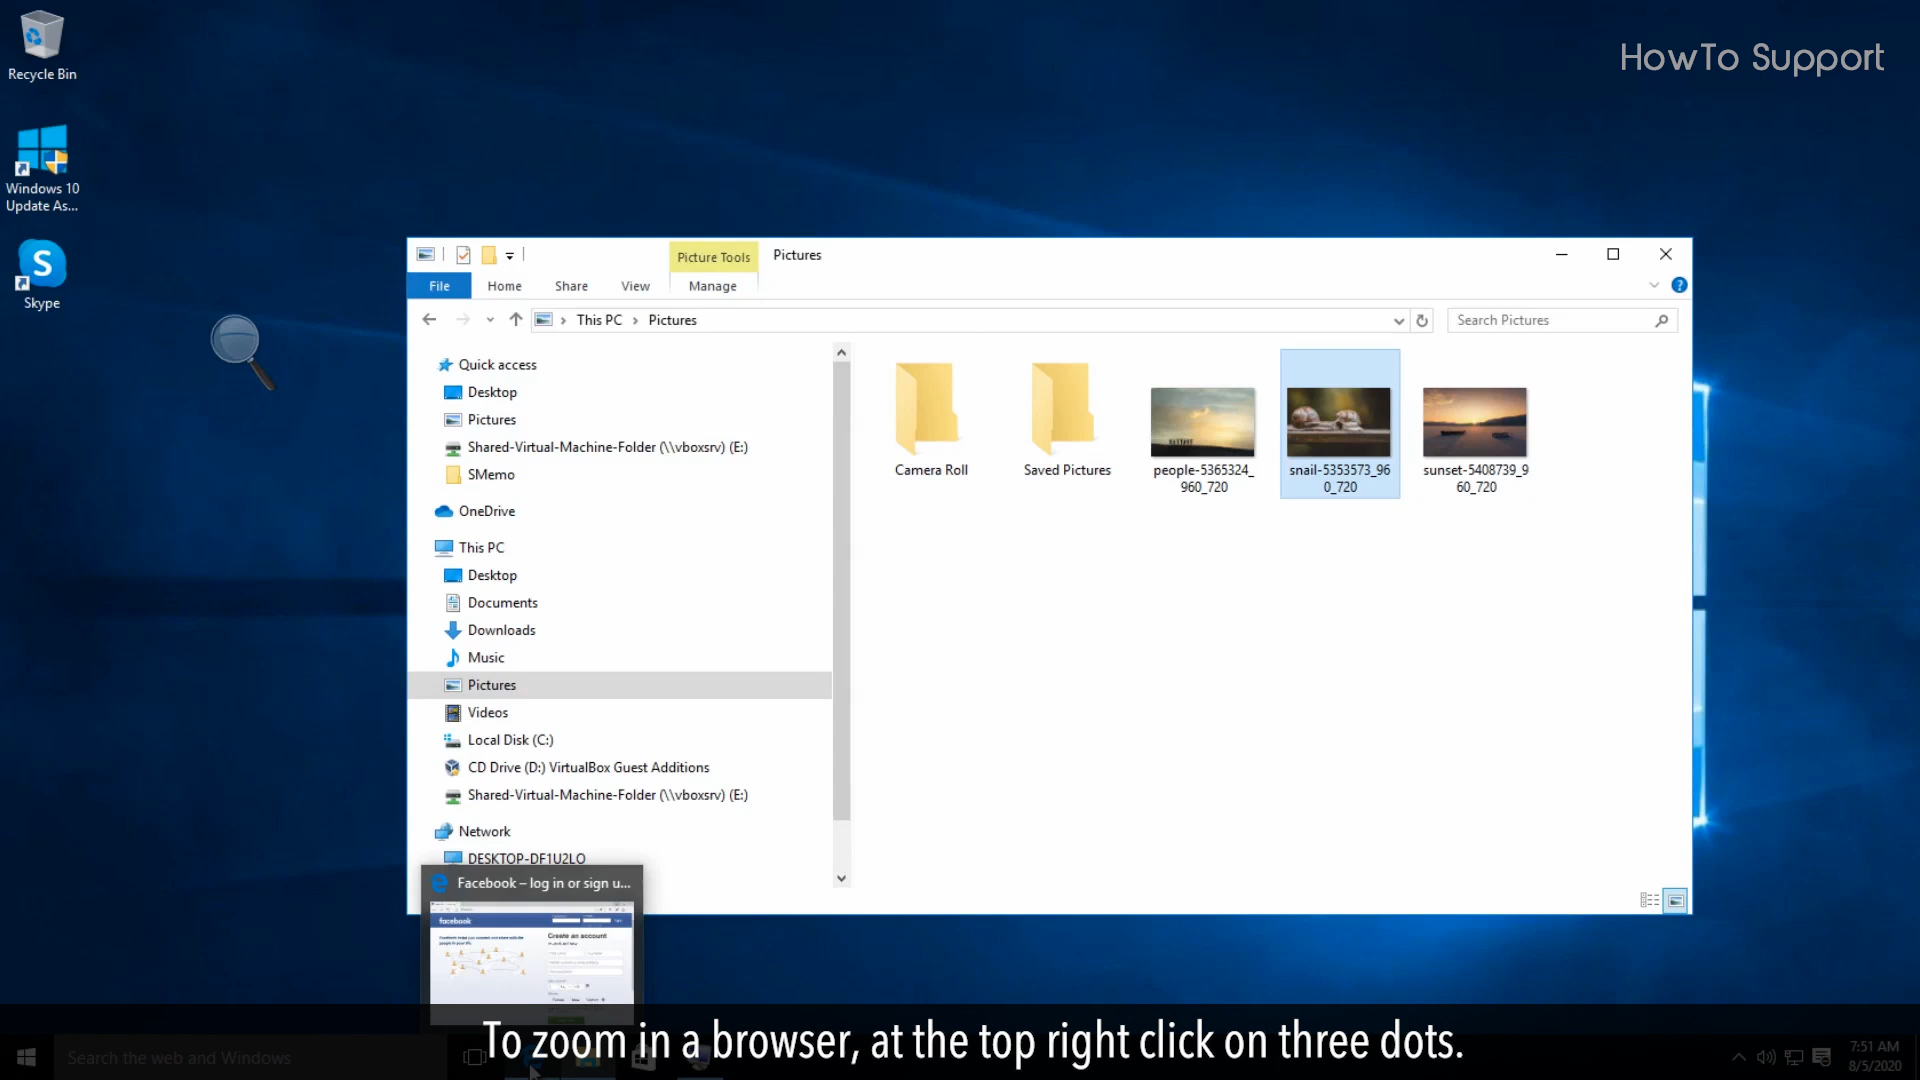 HowTo Support
Recycle Bin
Windows 10
Update As...
S
Skype
Picture Tools
Pictures
File
Home
Share
View
Manage
?
This PC
Pictures
Search Pictures
Quick access
Desktop
Pictures
Shared-Virtual-Machine-Folder (\\vboxsrv) (E:)
SMemo
OneDrive
This PC
Desktop
Documents
Downloads
Music
Pictures
Videos
Local Disk (C:)
CD Drive (D:) VirtualBox Guest Additions
Shared-Virtual-Machine-Folder (\\vboxsrv) (E:)
Network
DESKTOP-DF1U2LO
Camera Roll
Saved Pictures
people-5365324_
960_720
snail-5353573_96
0_720
sunset-5408739_9
60_720
Facebook – log in or sign u...
facebook
Create an account
To zoom in a browser, at the top right click on three dots.
Search the web and Windows
7:51 AM
8/5/2020